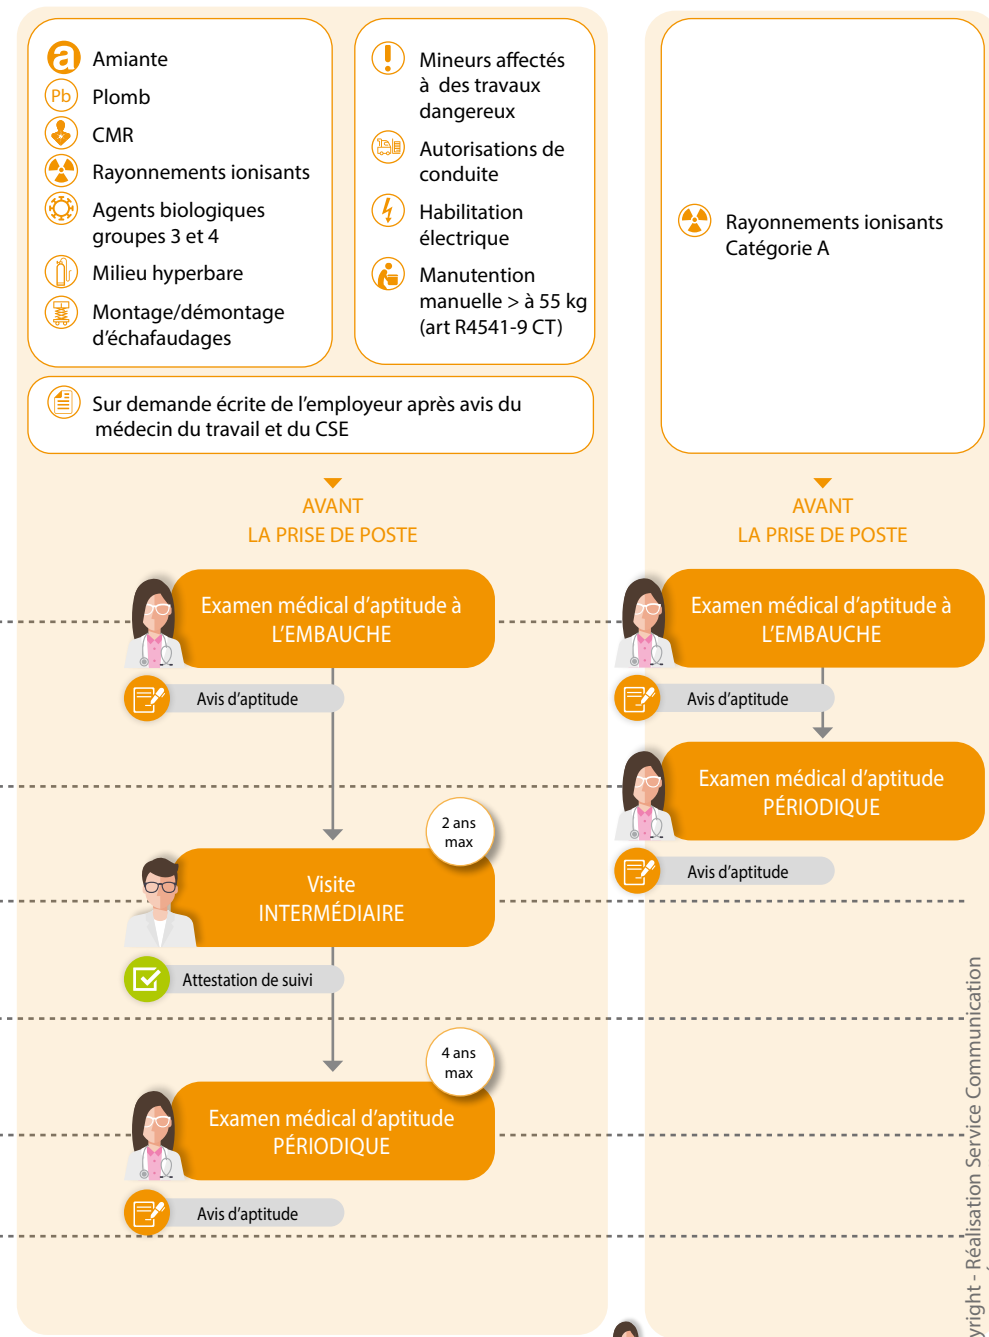 a Amiante
Pb Plomb
CMR
Rayonnements ionisants
Agents biologiques
groupes 3 et 4
Milieu hyperbare
Montage/démontage
d'échafaudages
Mineurs affectés
à des travaux
dangereux
Autorisations de
conduite
Habilitation
électrique
Manutention
manuelle > à 55 kg
(art R4541-9 CT)
Sur demande écrite de l'employeur après avis du
médecin du travail et du CSE
AVANT
LA PRISE DE POSTE
Examen médical d'aptitude à
L'EMBAUCHE
Avis d'aptitude
2 ans
max
Visite
INTERMÉDIAIRE
Attestation de suivi
4 ans
max
Examen médical d'aptitude
PÉRIODIQUE
Avis d'aptitude
Rayonnements ionisants
Catégorie A
AVANT
LA PRISE DE POSTE
Examen médical d'aptitude à
L'EMBAUCHE
Avis d'aptitude
Examen médical d'aptitude
PÉRIODIQUE
Avis d'aptitude
yright - Réalisation Service Communication